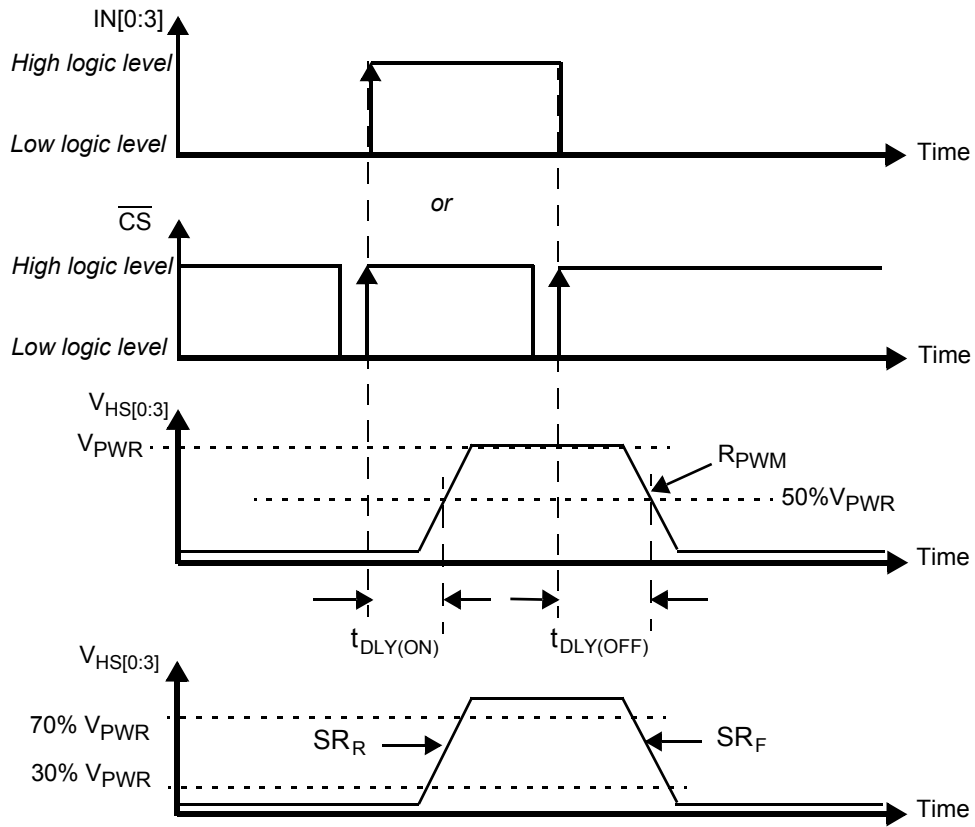 IN[0:3]
High logic level
Low logic level
Time
or
CS
High logic level
Low logic level
Time
VHS[0:3]
VPWR
RPWM
50%VPWR
Time
tDLY(ON)
tDLY(OFF)
VHS[0:3]
70% VPWR
SRR
SRF
30% VPWR
Time